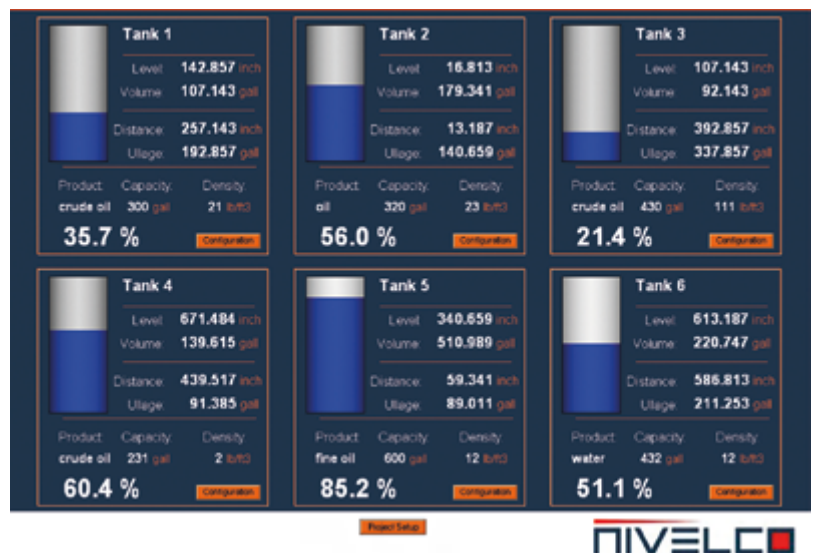 Tank 1
Level: 142.857 inch
Volume: 107.143 gall
Distance: 257.143 inch
Ullage: 192.857 gall
Product: Capacity: Density:
crude oil 300 gall 21 lb/ft3
35.7 % Configuration
Tank 2
Level: 16.813 inch
Volume: 179.341 gall
Distance: 13.187 inch
Ullage: 140.659 gall
Product: Capacity: Density:
oil 320 gall 23 lb/ft3
56.0 % Configuration
Tank 3
Level: 107.143 inch
Volume: 92.143 gall
Distance: 392.857 inch
Ullage: 337.857 gall
Product: Capacity: Density:
crude oil 430 gall 111 lb/ft3
21.4 % Configuration
Tank 4
Level: 671.484 inch
Volume: 139.615 gall
Distance: 439.517 inch
Ullage: 91.385 gall
Product: Capacity: Density:
crude oil 231 gall 2 lb/ft3
60.4 % Configuration
Tank 5
Level: 340.659 inch
Volume: 510.989 gall
Distance: 59.341 inch
Ullage: 89.011 gall
Product: Capacity: Density:
fine oil 600 gall 12 lb/ft3
85.2 % Configuration
Tank 6
Level: 613.187 inch
Volume: 220.747 gall
Distance: 586.813 inch
Ullage: 211.253 gall
Product: Capacity: Density:
water 432 gall 12 lb/ft3
51.1 % Configuration
Project Setup
NIVELCO